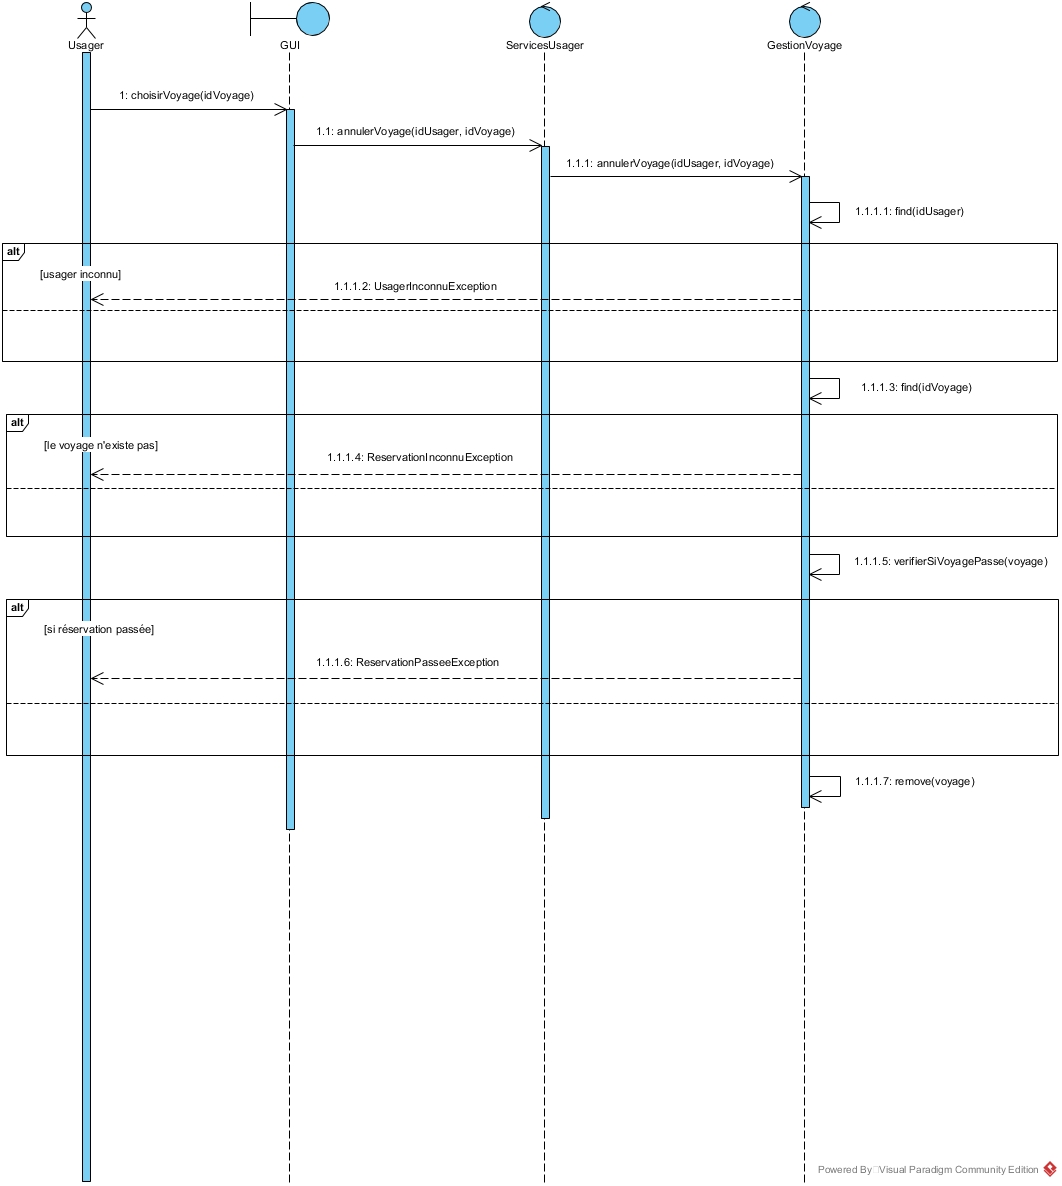 Usager
GUI
ServicesUsager
GestionVoyage
1: choisirVoyage(idVoyage)
1.1: annulerVoyage(idUsager, idVoyage)
1.1.1: annulerVoyage(idUsager, idVoyage)
1.1.1.1: find(idUsager)
alt
[usager inconnu]
1.1.1.2: UsagerInconnuException
1.1.1.3: find(idVoyage)
alt
[le voyage n'existe pas]
1.1.1.4: ReservationInconnuException
1.1.1.5: verifierSiVoyagePasse(voyage)
alt
[si réservation passée]
1.1.1.6: ReservationPasseeException
1.1.1.7: remove(voyage)
Powered By Visual Paradigm Community Edition